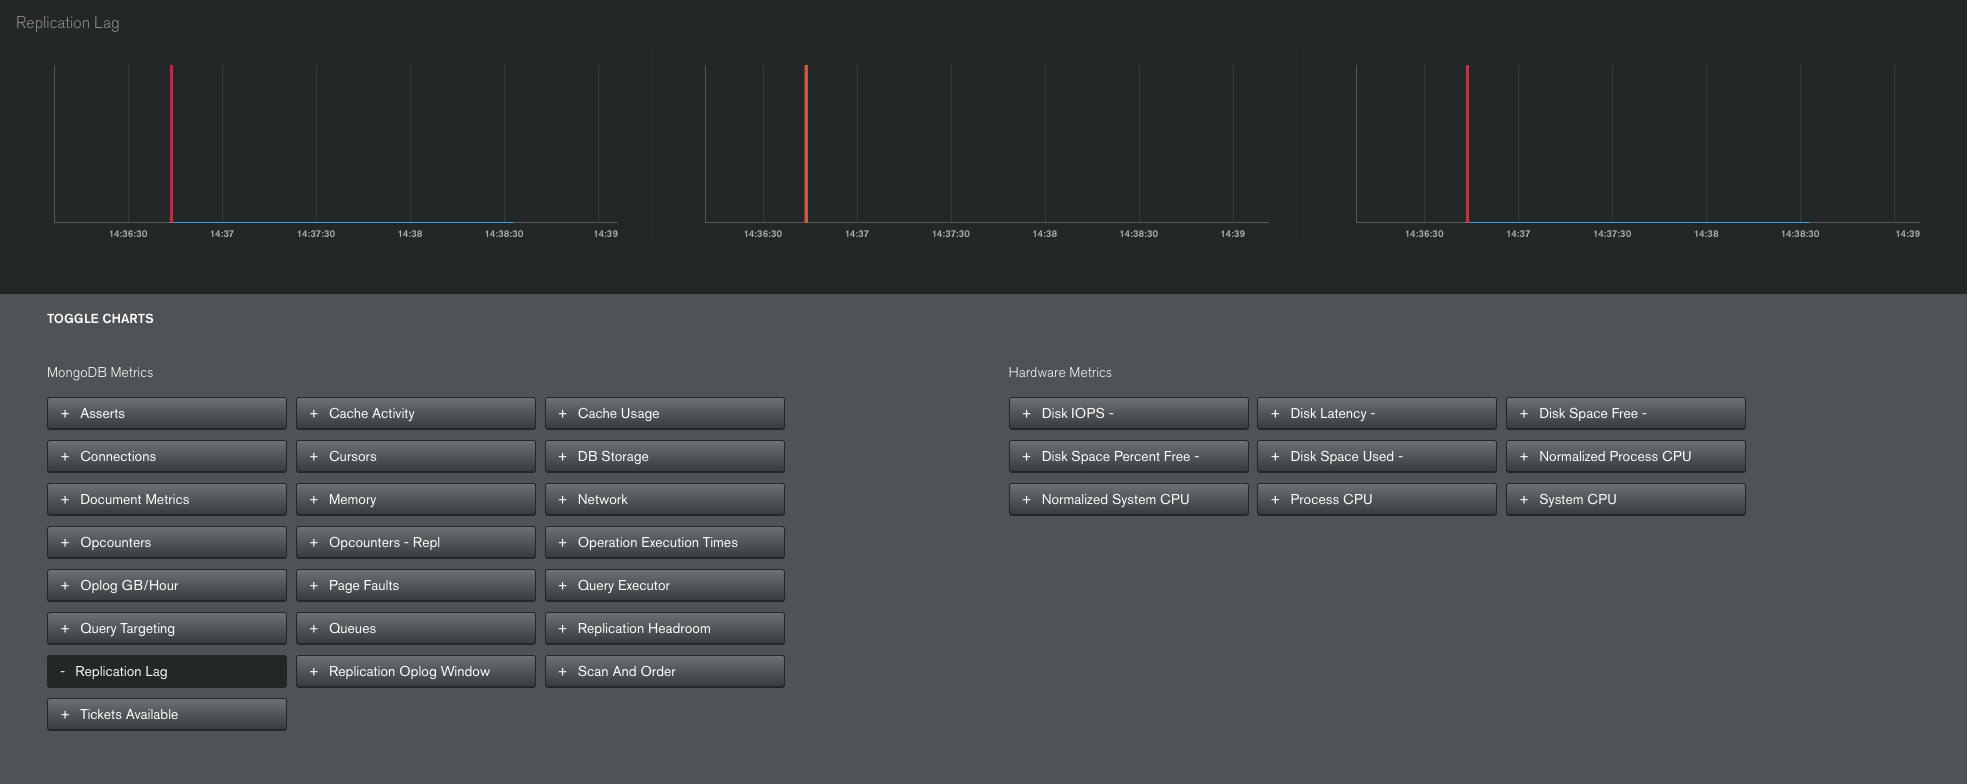 Replication Lag
14:36:30 14:37 14:37:30 14:38 14:38:30 14:39
14:36:30 14:37 14:37:30 14:38 14:38:30 14:39
14:36:30 14:37 14:37:30 14:38 14:38:30 14:39
TOGGLE CHARTS
MongoDB Metrics
+ Asserts
+ Cache Activity
+ Cache Usage
+ Connections
+ Cursors
+ DB Storage
+ Document Metrics
+ Memory
+ Network
+ Opcounters
+ Opcounters - Repl
+ Operation Execution Times
+ Oplog GB/Hour
+ Page Faults
+ Query Executor
+ Query Targeting
+ Queues
+ Replication Headroom
- Replication Lag
+ Replication Oplog Window
+ Scan And Order
+ Tickets Available
Hardware Metrics
+ Disk IOPS -
+ Disk Latency -
+ Disk Space Free -
+ Disk Space Percent Free -
+ Disk Space Used -
+ Normalized Process CPU
+ Normalized System CPU
+ Process CPU
+ System CPU